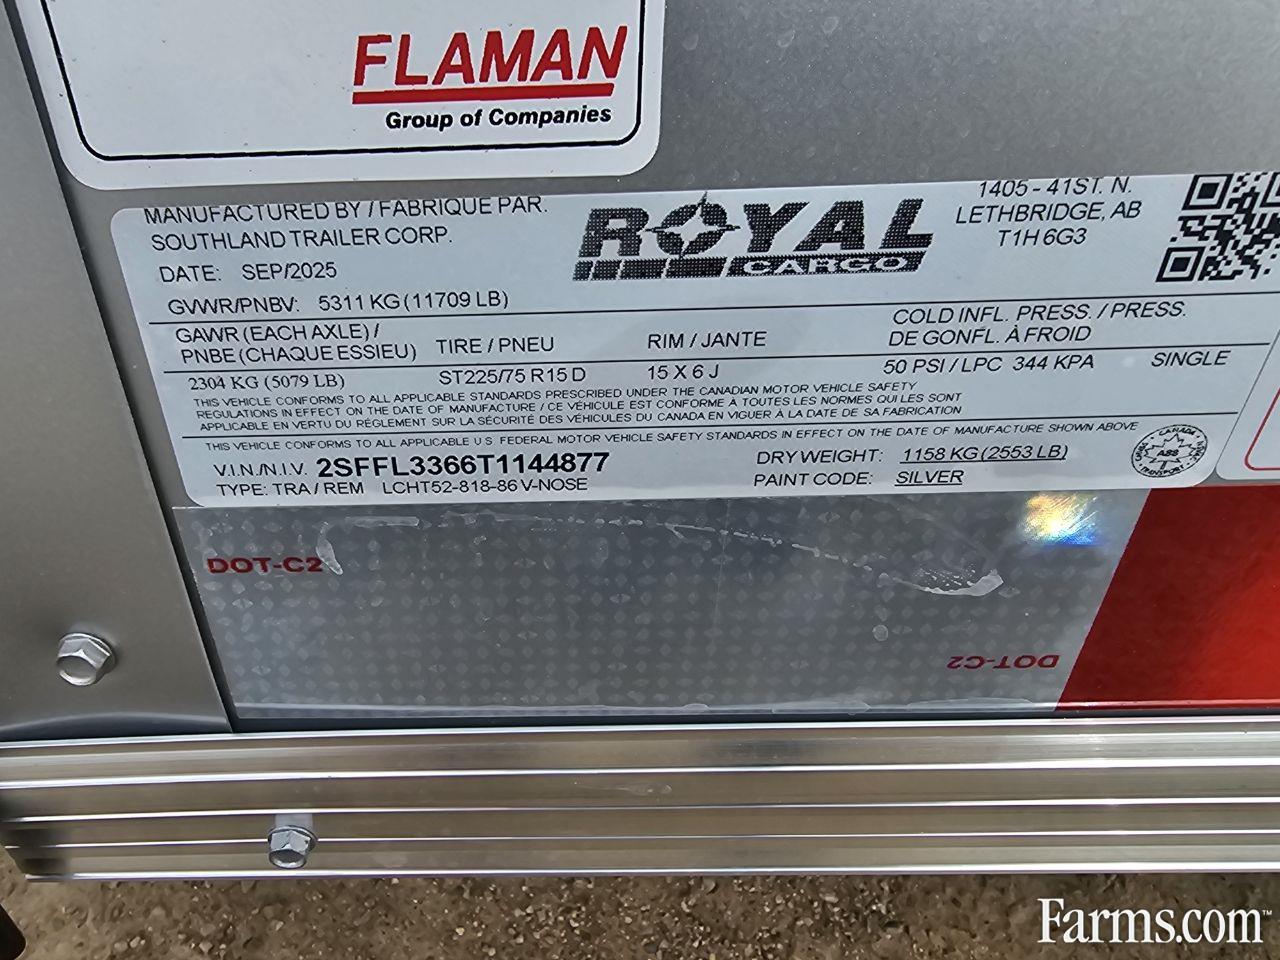 FLAMAN
Group of Companies
MANUFACTURED BY / FABRIQUE PAR.
SOUTHLAND TRAILER CORP.
DATE: SEP/2025
GVWR/PNBV: 5311 KG (11709 LB)
ROYAL
CARGO
1405 - 41ST. N.
LETHBRIDGE, AB
T1H 6G3
GAWR (EACH AXLE) /
PNBE (CHAQUE ESSIEU)
TIRE / PNEU
RIM / JANTE
COLD INFL. PRESS. / PRESS.
DE GONFL. À FROID
2304 KG (5079 LB)
ST225/75 R15 D
15 X 6 J
50 PSI / LPC 344 KPA
SINGLE
THIS VEHICLE CONFORMS TO ALL APPLICABLE STANDARDS PRESCRIBED UNDER THE CANADIAN MOTOR VEHICLE SAFETY
REGULATIONS IN EFFECT ON THE DATE OF MANUFACTURE / CE VÉHICULE EST CONFORME À TOUTES LES NORMES QUI LES SONT
APPLICABLE EN VERTU DU RÈGLEMENT SUR LA SÉCURITÉ DES VÉHICULES DU CANADA EN VIGUER À LA DATE DE SA FABRICATION
THIS VEHICLE CONFORMS TO ALL APPLICABLE U.S. FEDERAL MOTOR VEHICLE SAFETY STANDARDS IN EFFECT ON THE DATE OF MANUFACTURE SHOWN ABOVE
V.I.N./N.I.V. 2SFFL3366T1144877
TYPE: TRA / REM LCHT52-818-86 V-NOSE
DRY WEIGHT: 1158 KG (2553 LB)
PAINT CODE: SILVER
CANADA
ABS
TRANSPORT
DOT-C2
DOT-C2
Farms.com™